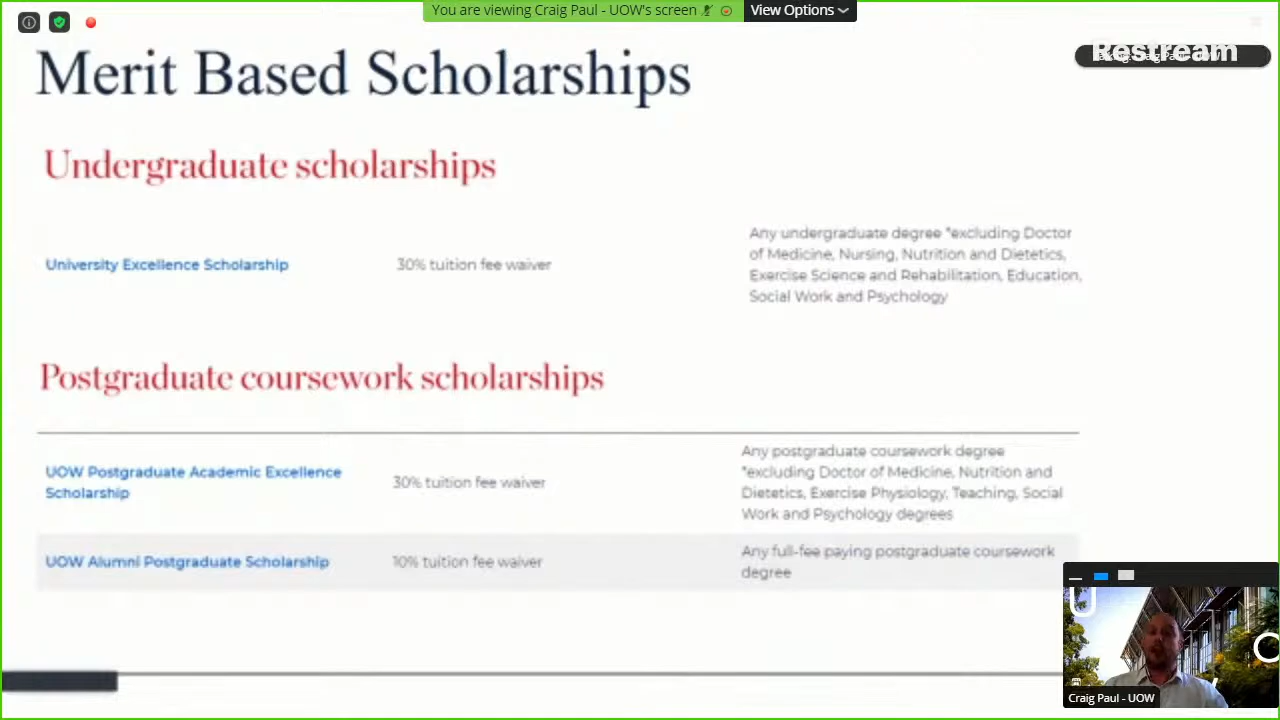 You are viewing Craig Paul - UOW's screen
View Options
Restream
Merit Based Scholarships
Undergraduate scholarships
University Excellence Scholarship
30% tuition fee waiver
Any undergraduate degree *excluding Doctor
of Medicine, Nursing, Nutrition and Dietetics,
Exercise Science and Rehabilitation, Education,
Social Work and Psychology
Postgraduate coursework scholarships
UOW Postgraduate Academic Excellence
Scholarship
30% tuition fee waiver
Any postgraduate coursework degree
*excluding Doctor of Medicine, Nutrition and
Dietetics, Exercise Physiology, Teaching, Social
Work and Psychology degrees
UOW Alumni Postgraduate Scholarship
10% tuition fee waiver
Any full-fee paying postgraduate coursework
degree
Craig Paul - UOW